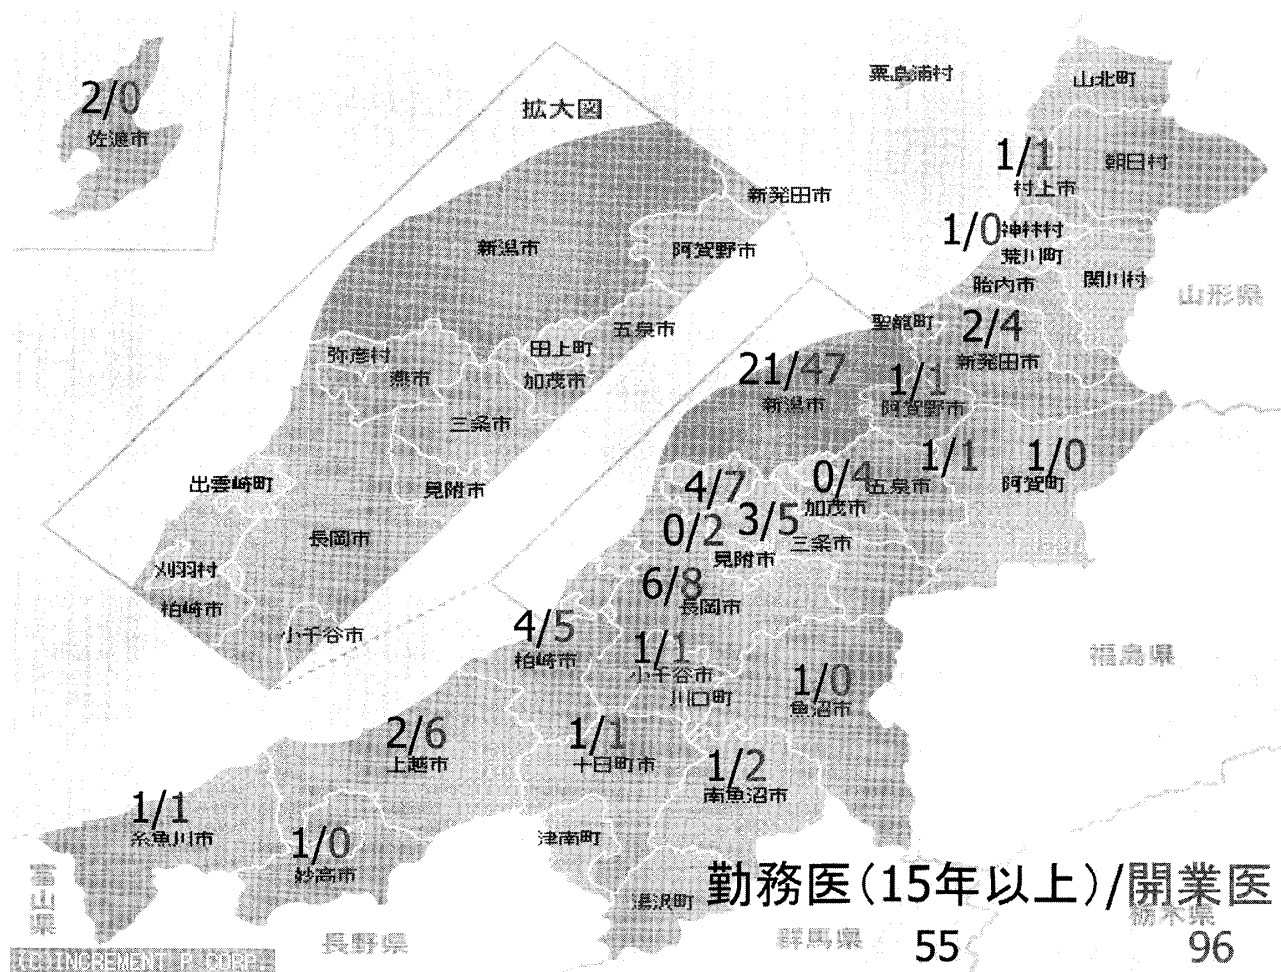 2/0
佐渡市
拡大図
新発田市
新潟市
阿賀野市
五泉市
田上町
加茂市
弥彦村
燕市
三条市
見附市
出雲崎町
長岡市
刈羽村
柏崎市
小千谷市
粟島浦村
山北町
朝日村
1/1
村上市
1/0
神林村
荒川町
関川村
胎内市
山形県
聖籠町
2/4
新発田市
21/47
新潟市
1/1
阿賀野市
1/1
五泉市
1/0
阿賀町
0/4
加茂市
4/7
3/5
三条市
0/2
見附市
6/8
長岡市
4/5
柏崎市
1/1
小千谷市
川口町
1/0
魚沼市
福島県
2/6
上越市
1/1
十日町市
1/2
南魚沼市
1/1
糸魚川市
1/0
妙高市
津南町
湯沢町
富山県
長野県
群馬県
栃木県
勤務医(15年以上)/開業医
55
96
(C)INCREMENT P CORP.